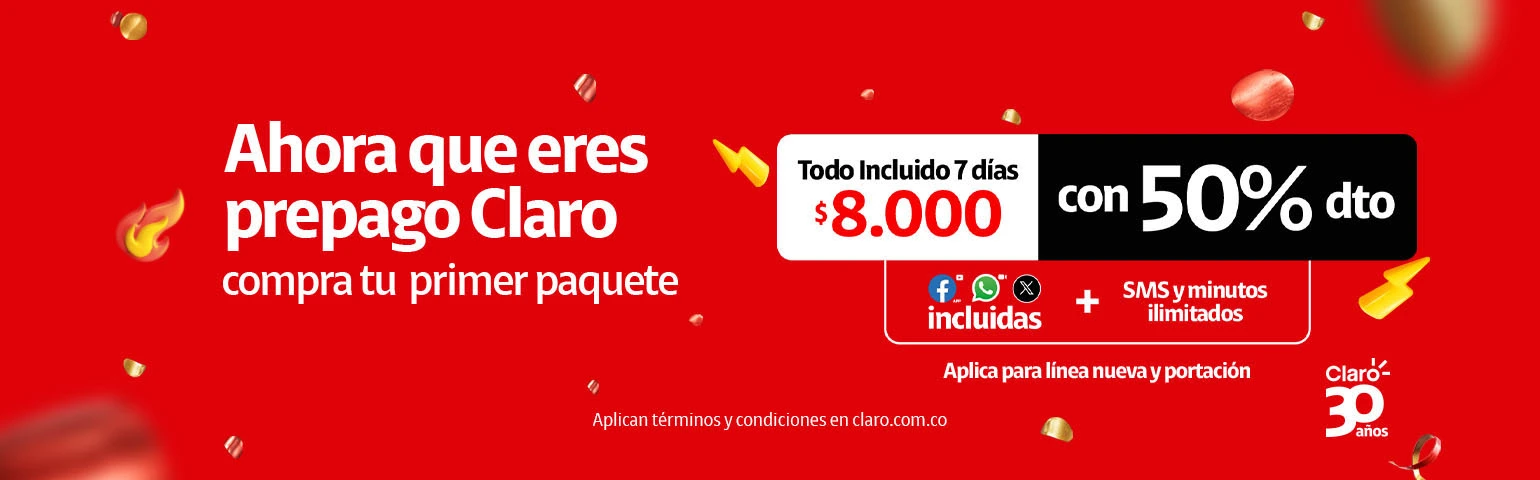 Ahora que eres
prepago Claro
compra tu primer paquete
Todo Incluido 7 días
$8.000
con 50% dto
incluidas
+
SMS y minutos
ilimitados
Aplica para línea nueva y portación
Aplican términos y condiciones en claro.com.co
Claro
30
años